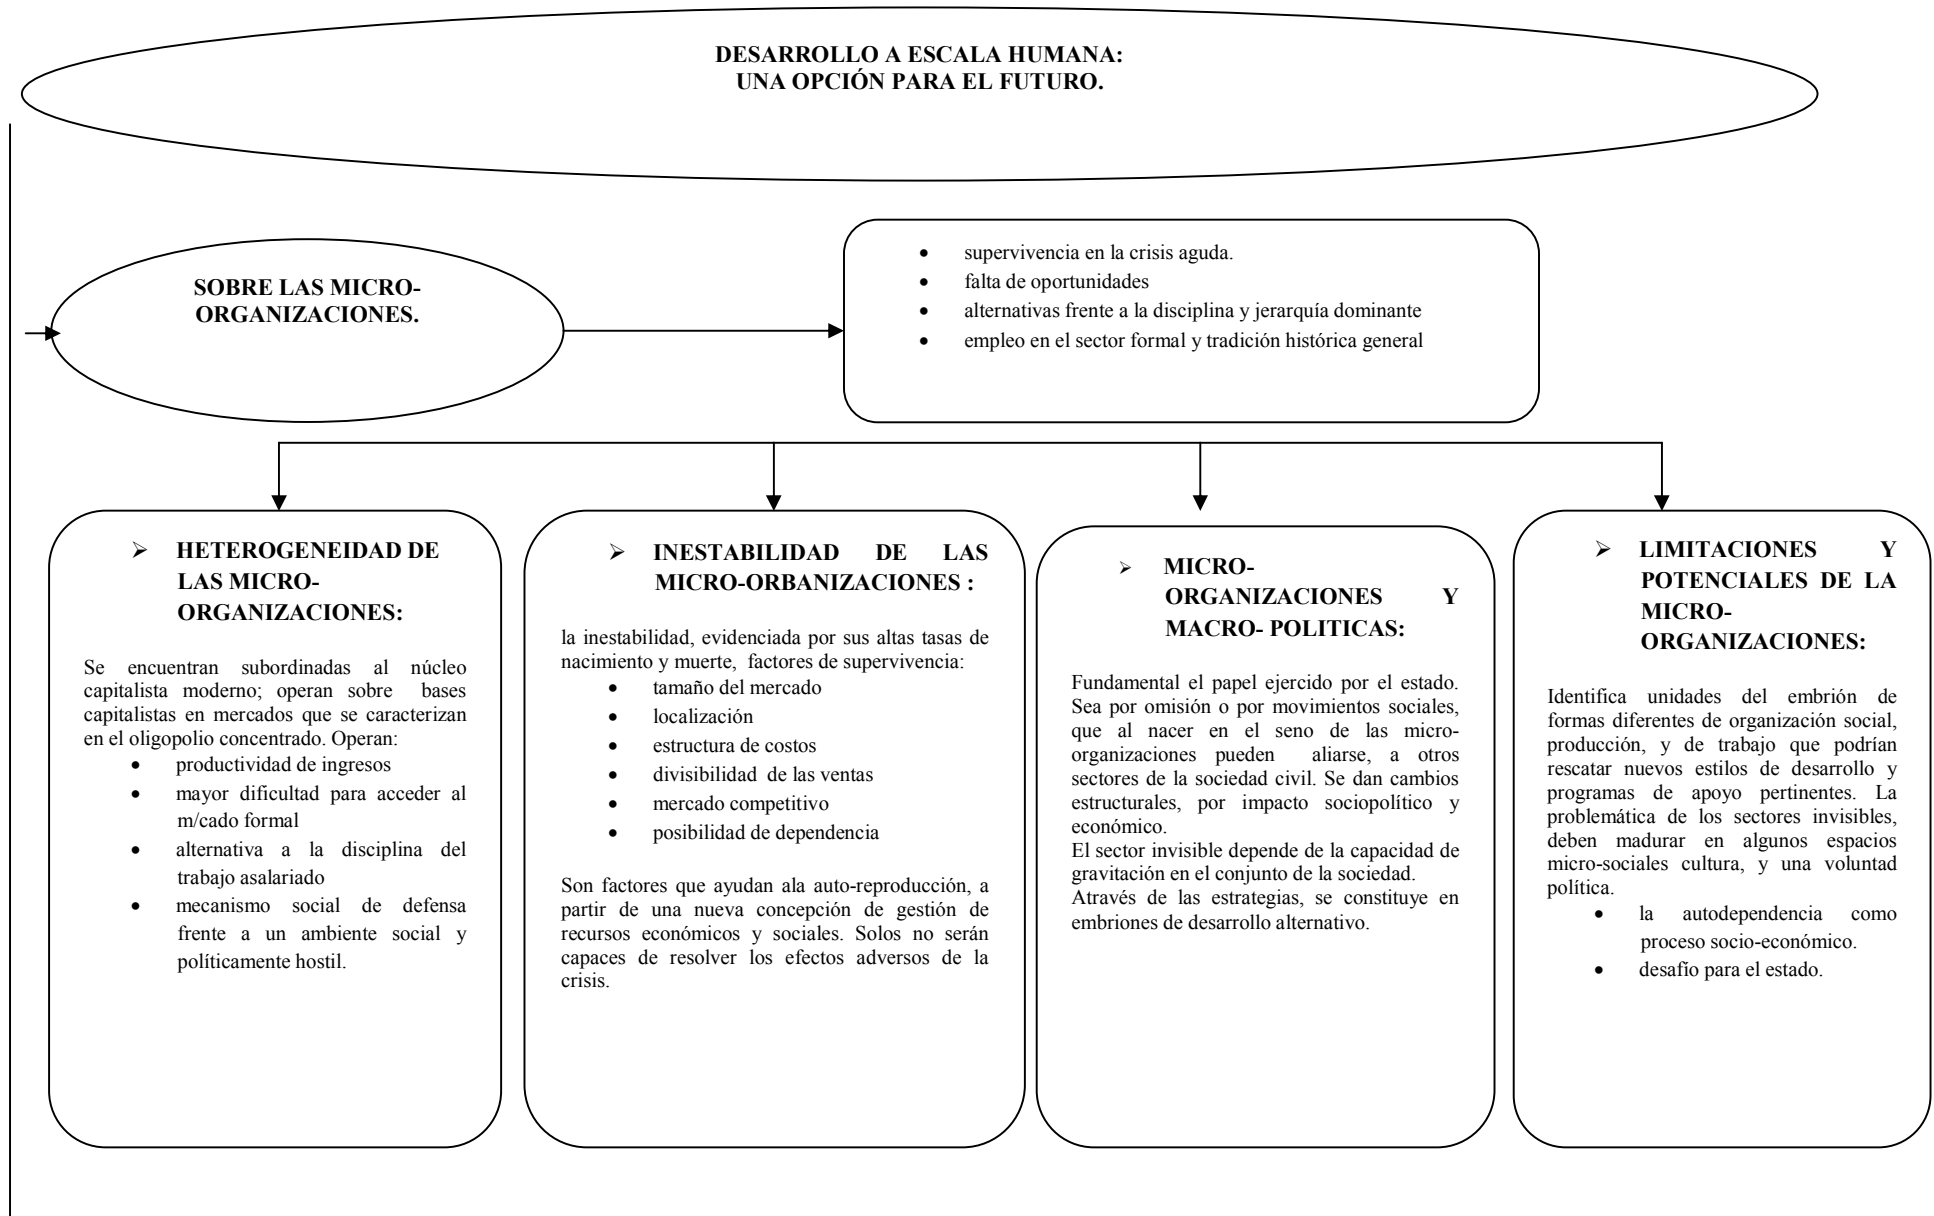 DESARROLLO A ESCALA HUMANA:
UNA OPCIÓN PARA EL FUTURO.
SOBRE LAS MICRO-
ORGANIZACIONES.
• supervivencia en la crisis aguda.
• falta de oportunidades
• alternativas frente a la disciplina y jerarquía dominante
• empleo en el sector formal y tradición histórica general
➢ HETEROGENEIDAD DE
LAS MICRO-
ORGANIZACIONES:
Se encuentran subordinadas al núcleo
capitalista moderno; operan sobre bases
capitalistas en mercados que se caracterizan
en el oligopolio concentrado. Operan:
• productividad de ingresos
• mayor dificultad para acceder al
m/cado formal
• alternativa a la disciplina del
trabajo asalariado
• mecanismo social de defensa
frente a un ambiente social y
políticamente hostil.
➢ INESTABILIDAD DE LAS
MICRO-ORBANIZACIONES :
la inestabilidad, evidenciada por sus altas tasas de
nacimiento y muerte, factores de supervivencia:
• tamaño del mercado
• localización
• estructura de costos
• divisibilidad de las ventas
• mercado competitivo
• posibilidad de dependencia
Son factores que ayudan ala auto-reproducción, a
partir de una nueva concepción de gestión de
recursos económicos y sociales. Solos no serán
capaces de resolver los efectos adversos de la
crisis.
➢ MICRO-
ORGANIZACIONES Y
MACRO- POLITICAS:
Fundamental el papel ejercido por el estado.
Sea por omisión o por movimientos sociales,
que al nacer en el seno de las micro-
organizaciones pueden aliarse, a otros
sectores de la sociedad civil. Se dan cambios
estructurales, por impacto sociopolítico y
económico.
El sector invisible depende de la capacidad de
gravitación en el conjunto de la sociedad.
Através de las estrategias, se constituye en
embriones de desarrollo alternativo.
➢ LIMITACIONES Y
POTENCIALES DE LA
MICRO-
ORGANIZACIONES:
Identifica unidades del embrión de
formas diferentes de organización social,
producción, y de trabajo que podrían
rescatar nuevos estilos de desarrollo y
programas de apoyo pertinentes. La
problemática de los sectores invisibles,
deben madurar en algunos espacios
micro-sociales cultura, y una voluntad
política.
• la autodependencia como
proceso socio-económico.
• desafío para el estado.